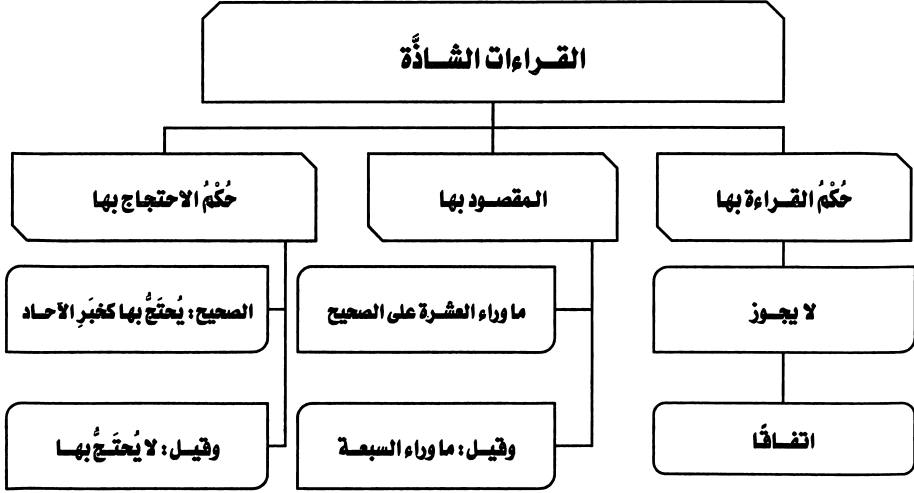 القراءات الشاذَّة
حُكْمُ القراءة بها
المقصود بها
حُكْمُ الاحتجاج بها
لا يجوز
ما وراء العشرة على الصحيح
الصحيح: يُحتَجُّ بها كخبَرِ الآحاد
اتفاقًا
وقيل: ما وراء السبعة
وقيل: لا يُحتَجُّ بها